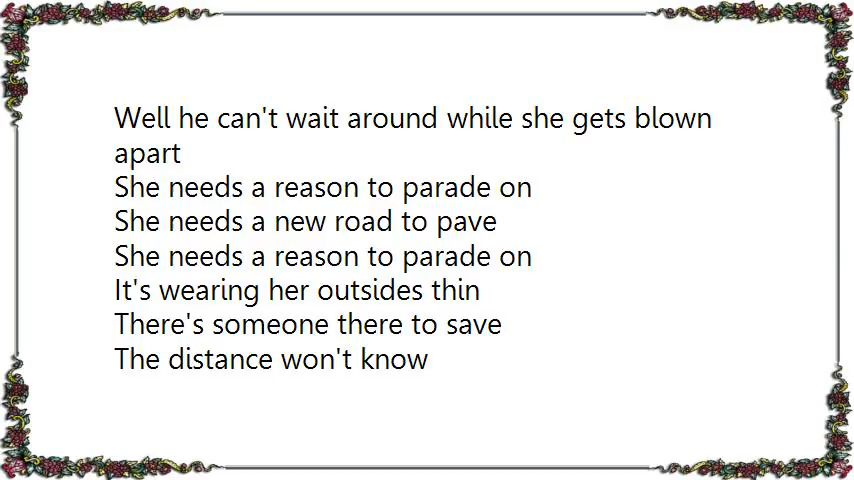 Well he can't wait around while she gets blown
apart
She needs a reason to parade on
She needs a new road to pave
She needs a reason to parade on
It's wearing her outsides thin
There's someone there to save
The distance won't know